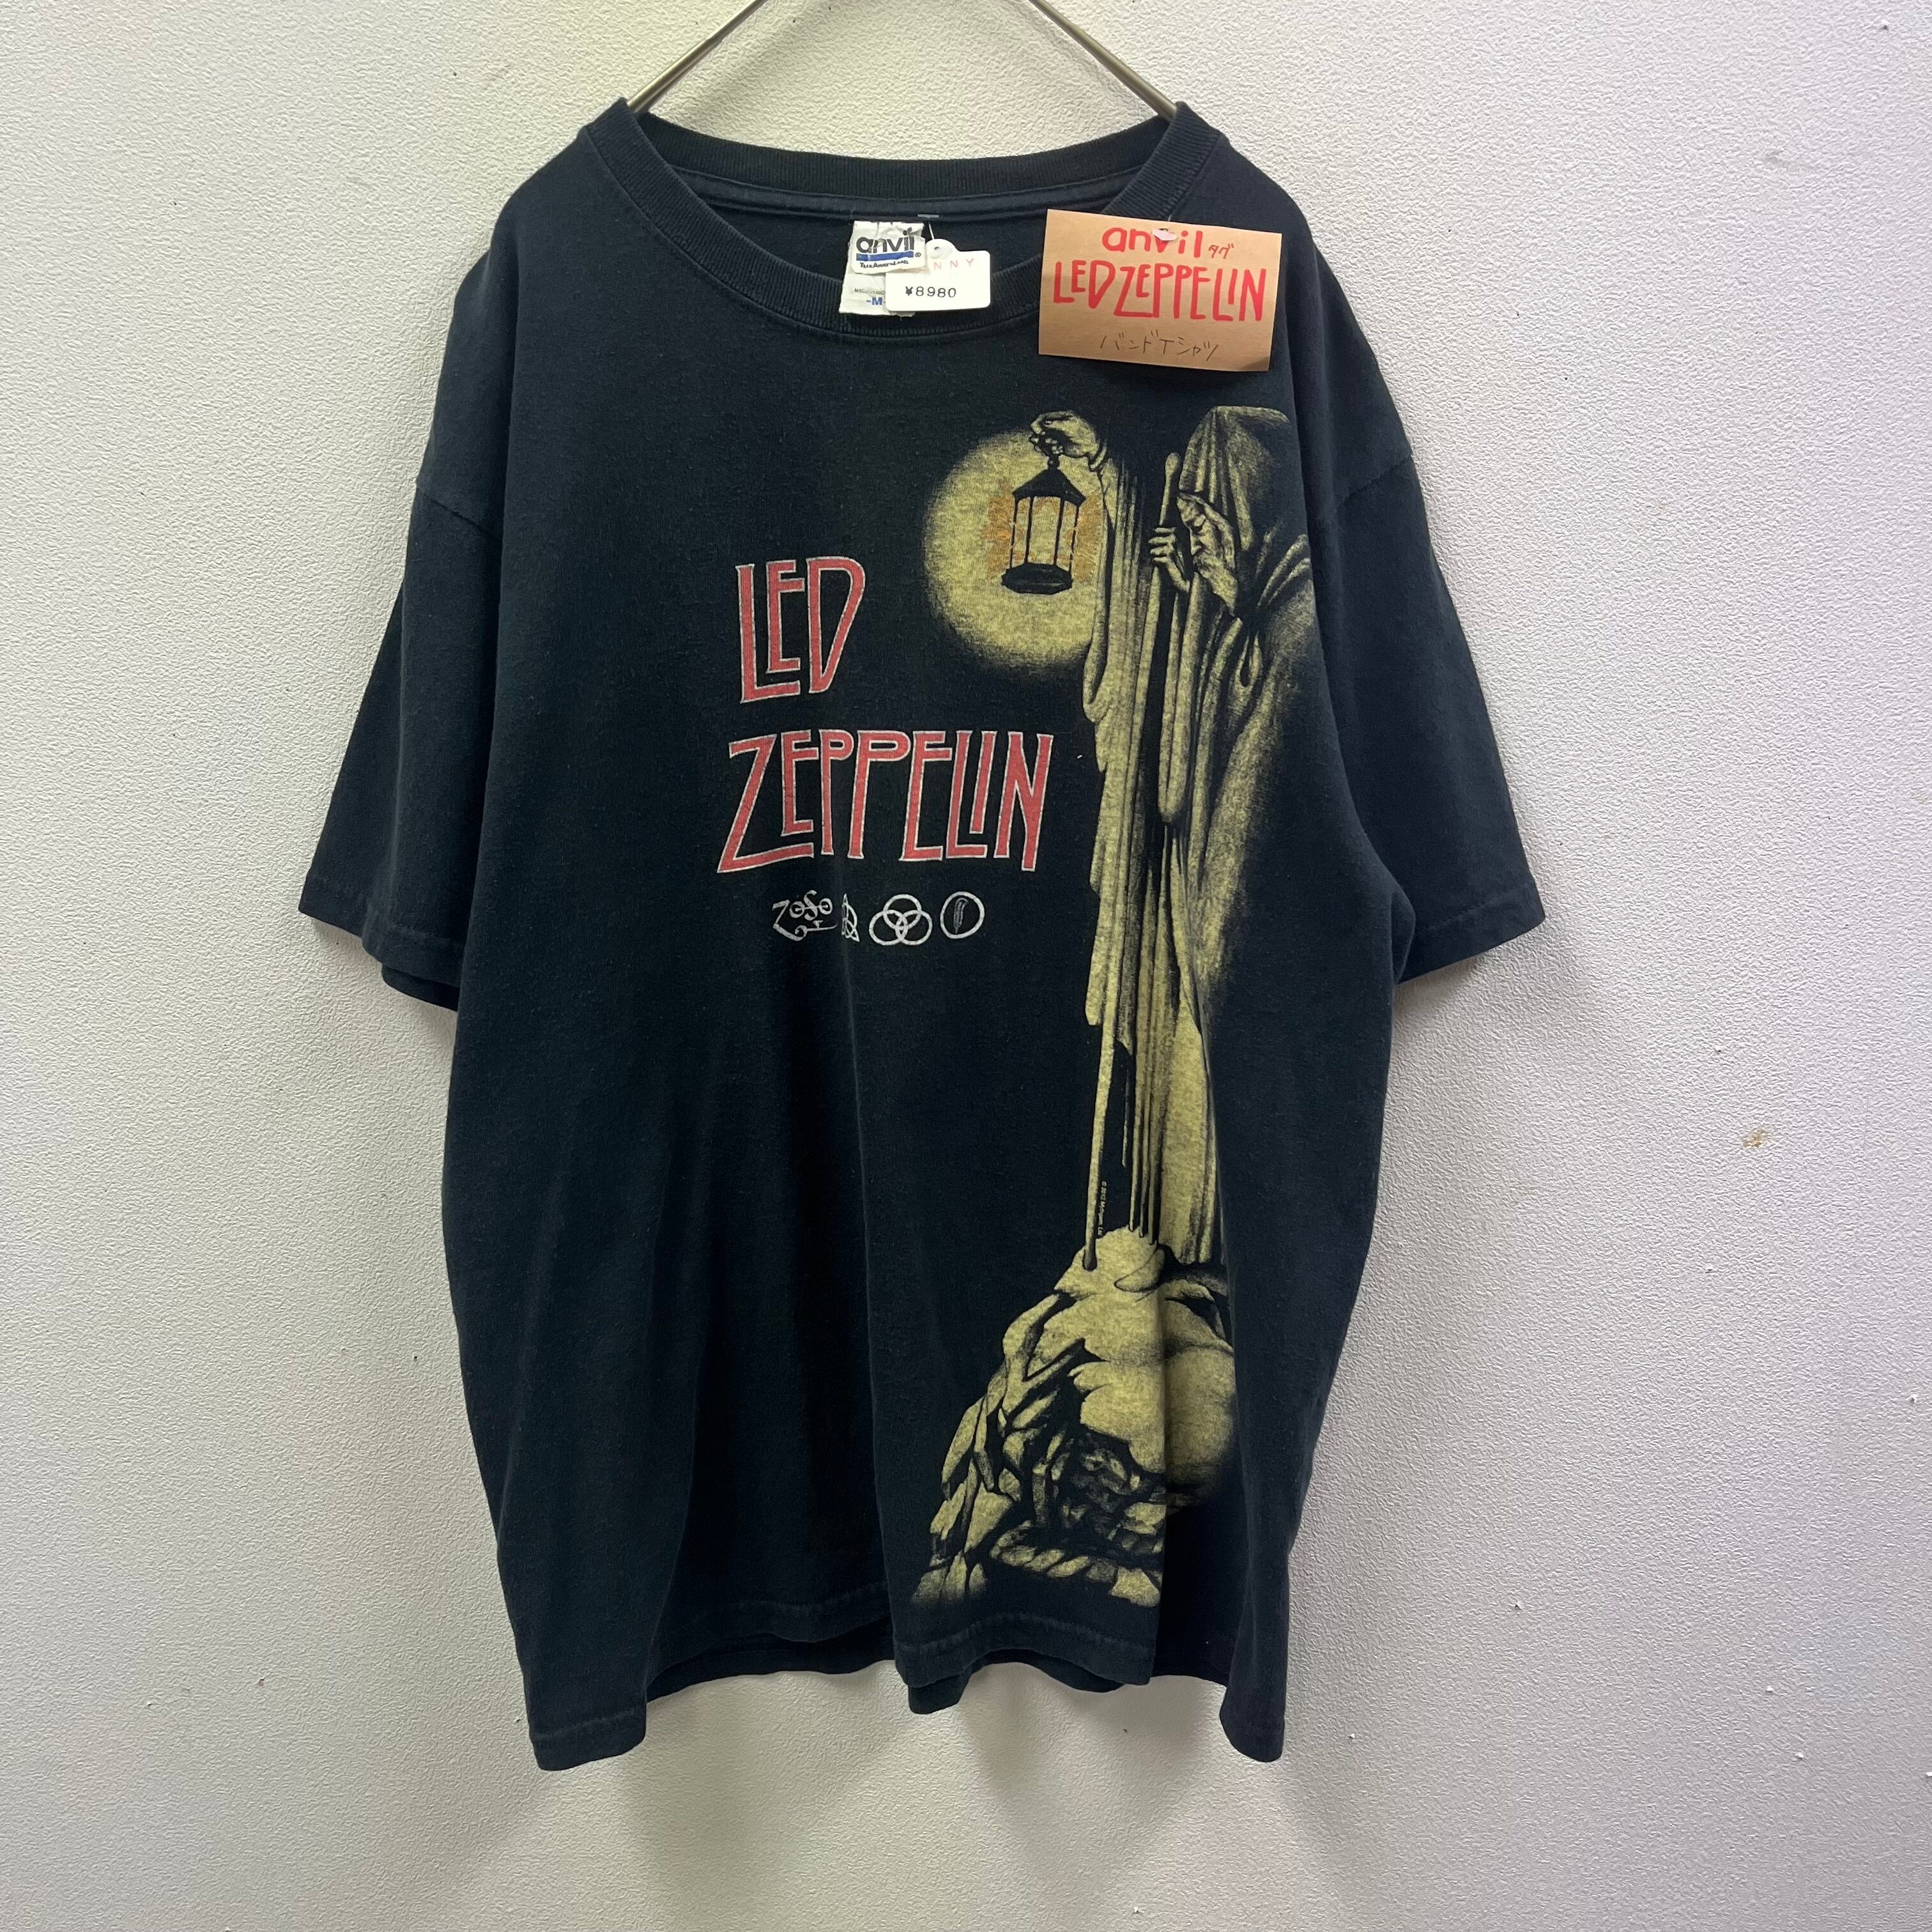 anvil
-M-
NNY
¥8980
anvilタグ
LED ZEPPELIN
バンドTシャツ
LED
ZEPPELIN
ZoSo